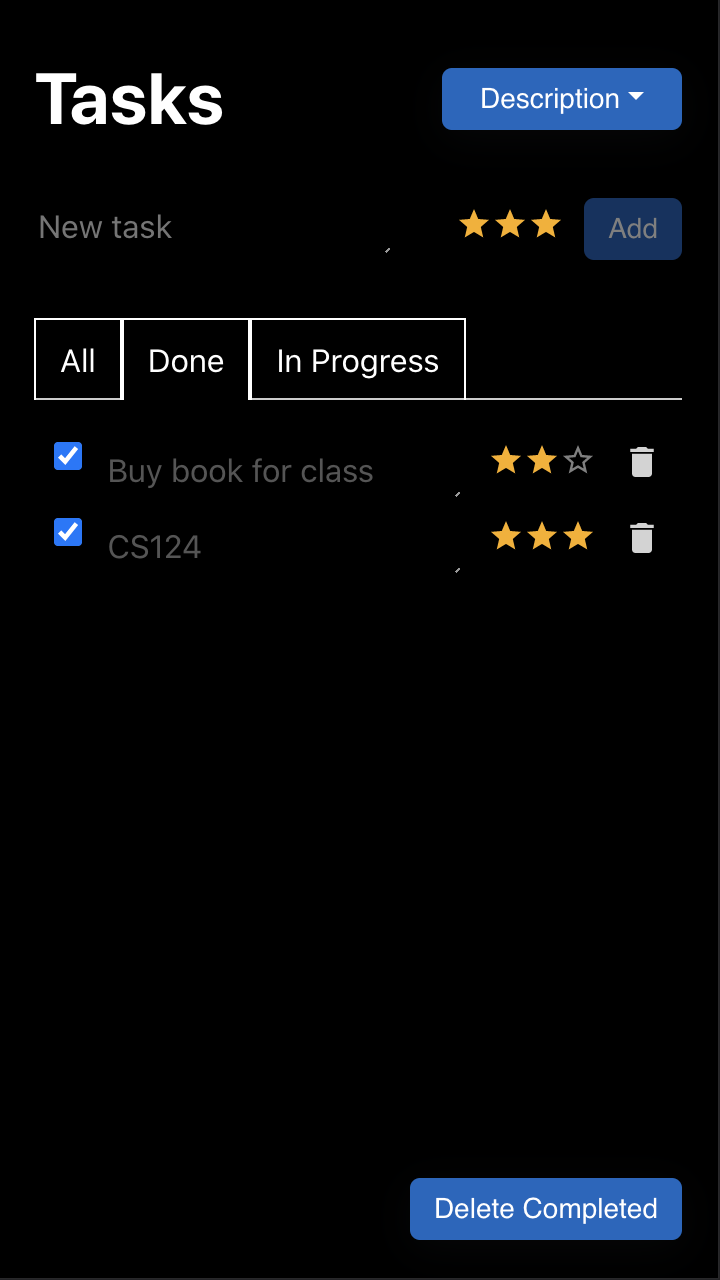 Tasks
Description
New task
Add
All Done In Progress
Buy book for class
CS124
Delete Completed